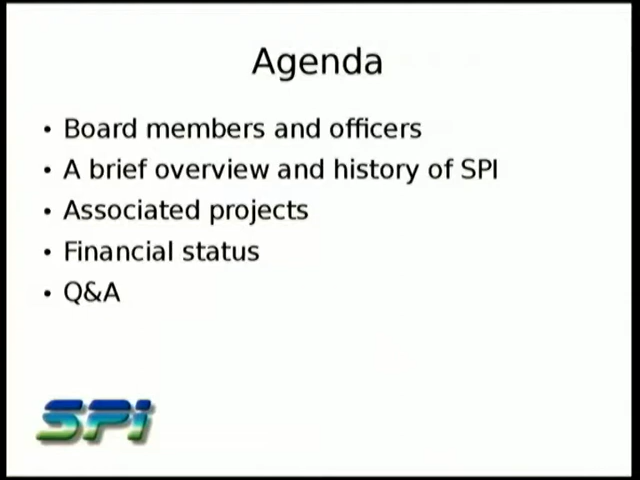 Agenda
• Board members and officers
• A brief overview and history of SPI
• Associated projects
• Financial status
• Q&A
SPi